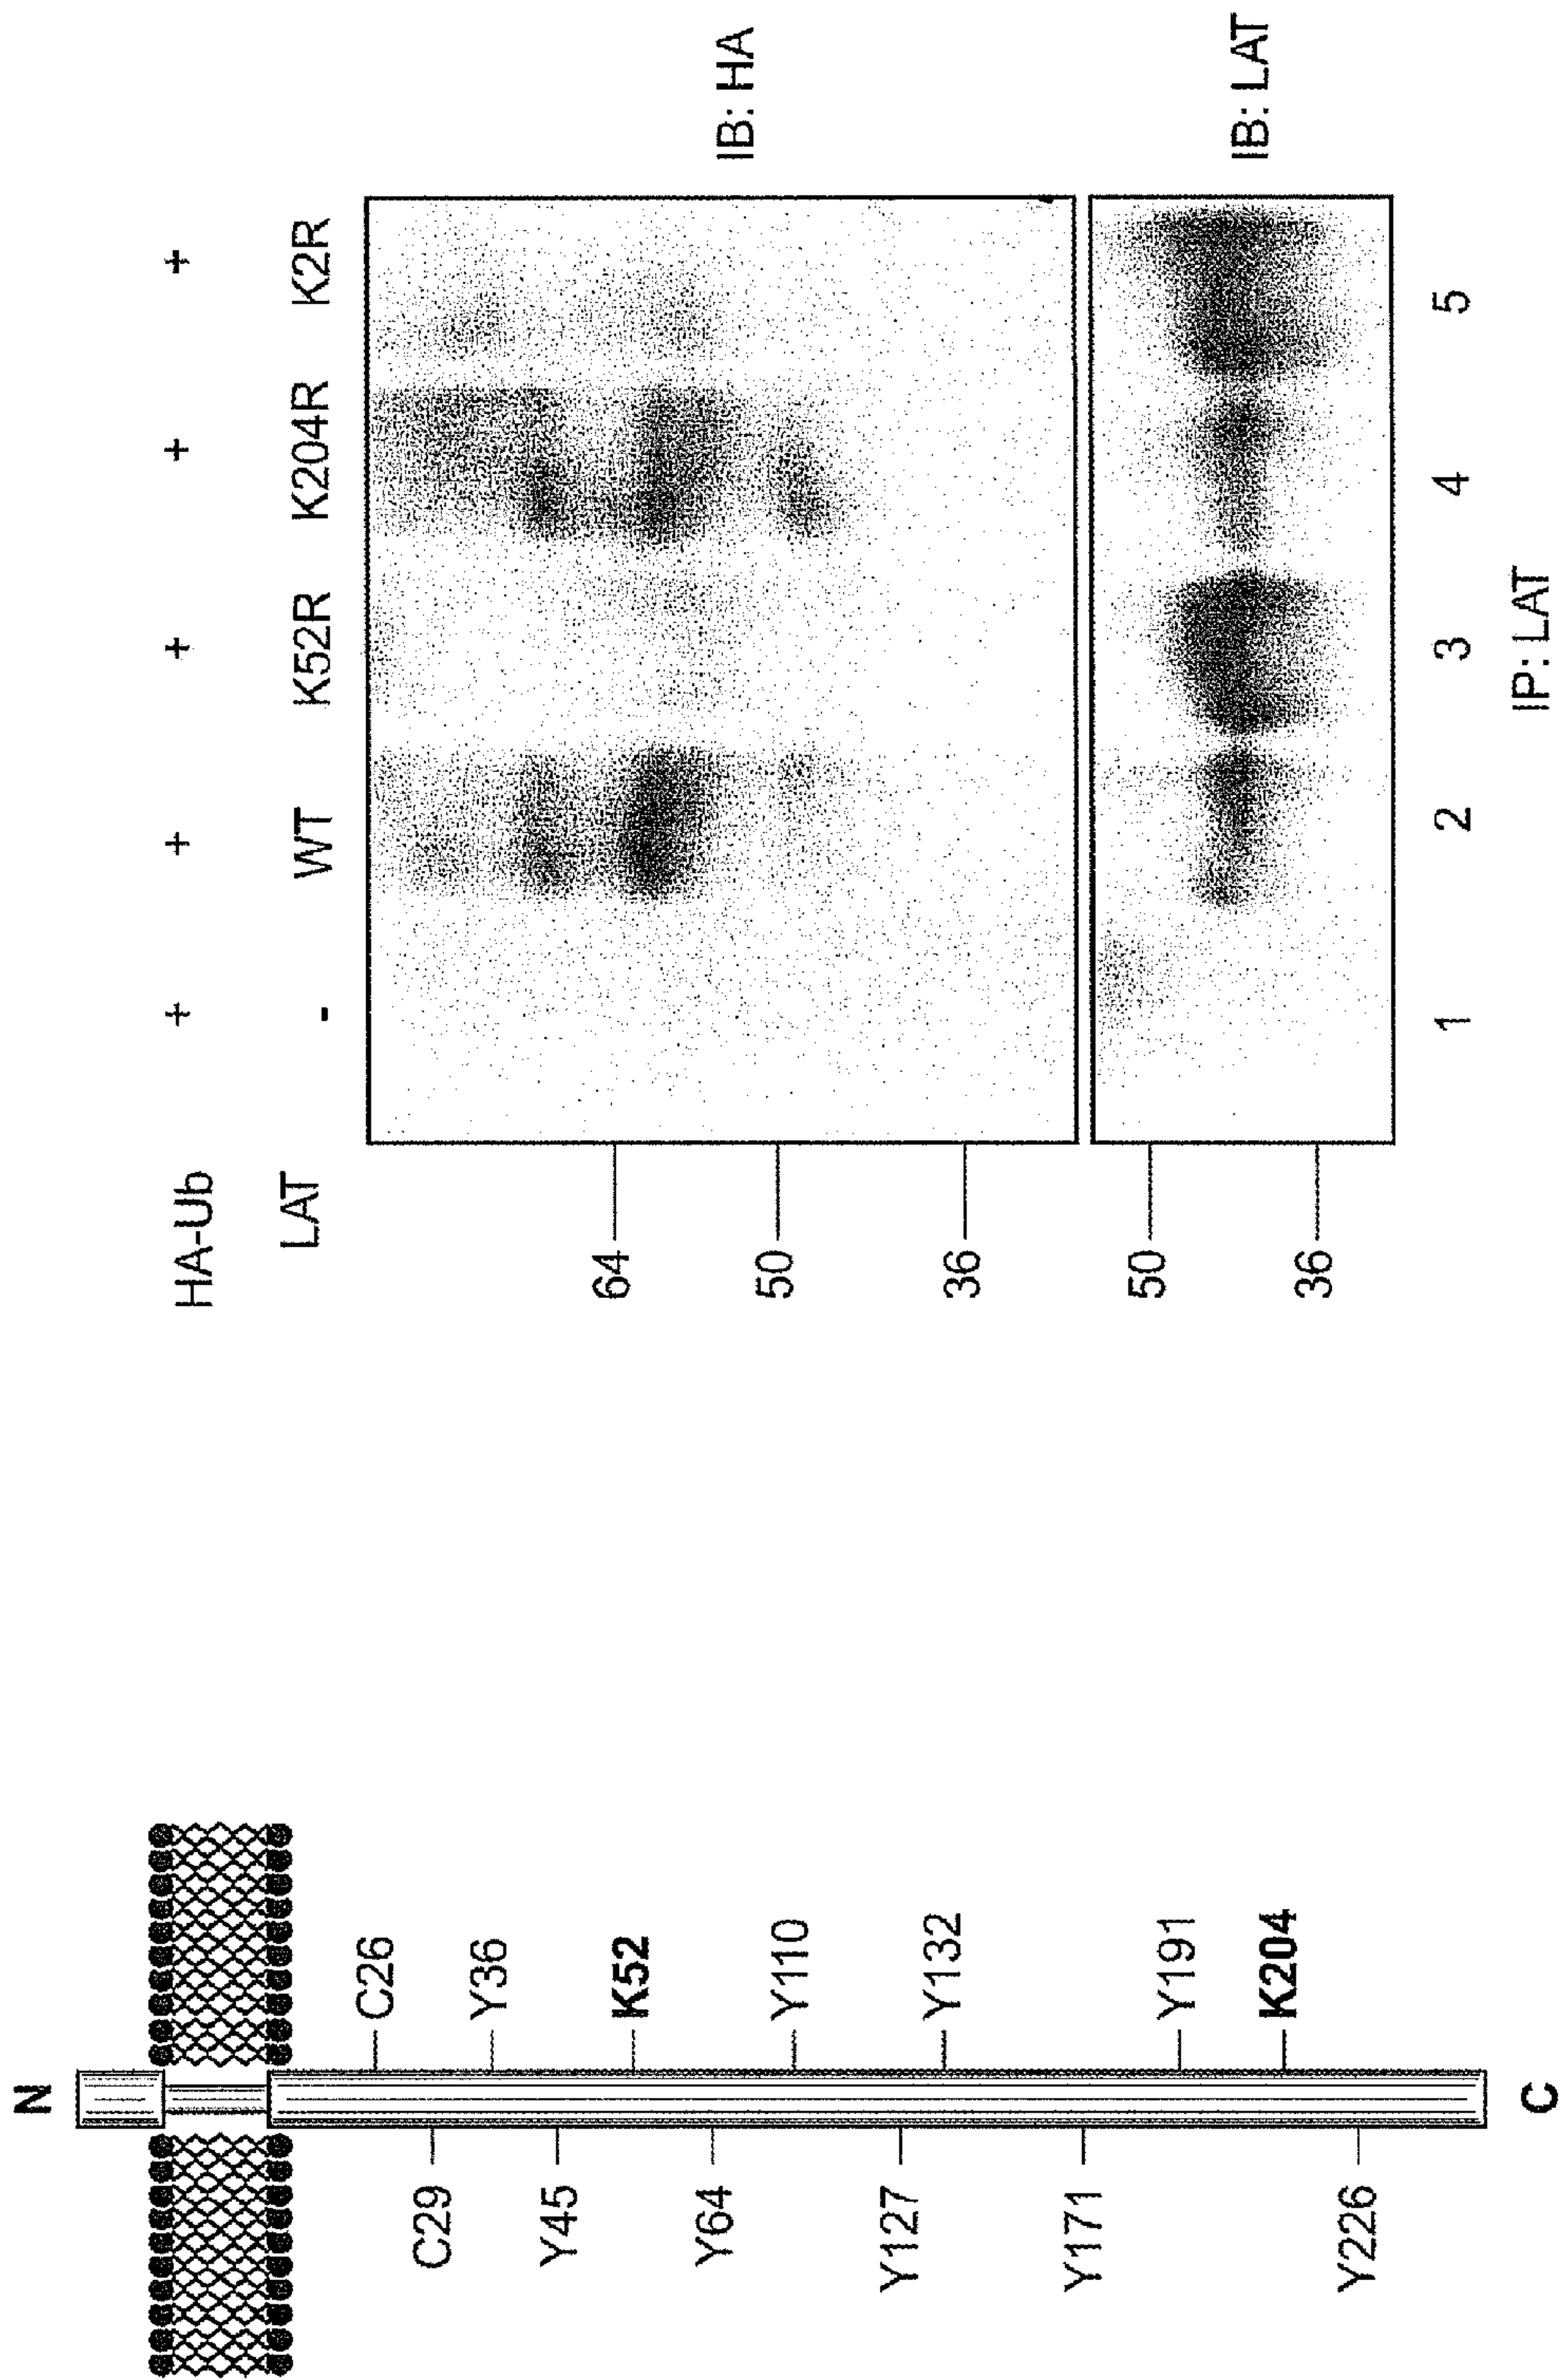 N
C26
C29
Y36
Y45
K52
Y64
Y110
Y127
Y132
Y171
Y191
K204
Y226
C
HA-Ub + + + + +
LAT - WT K52R K204R K2R
64
50
36
IB: HA
50
36
IB: LAT
1 2 3 4 5
IP: LAT